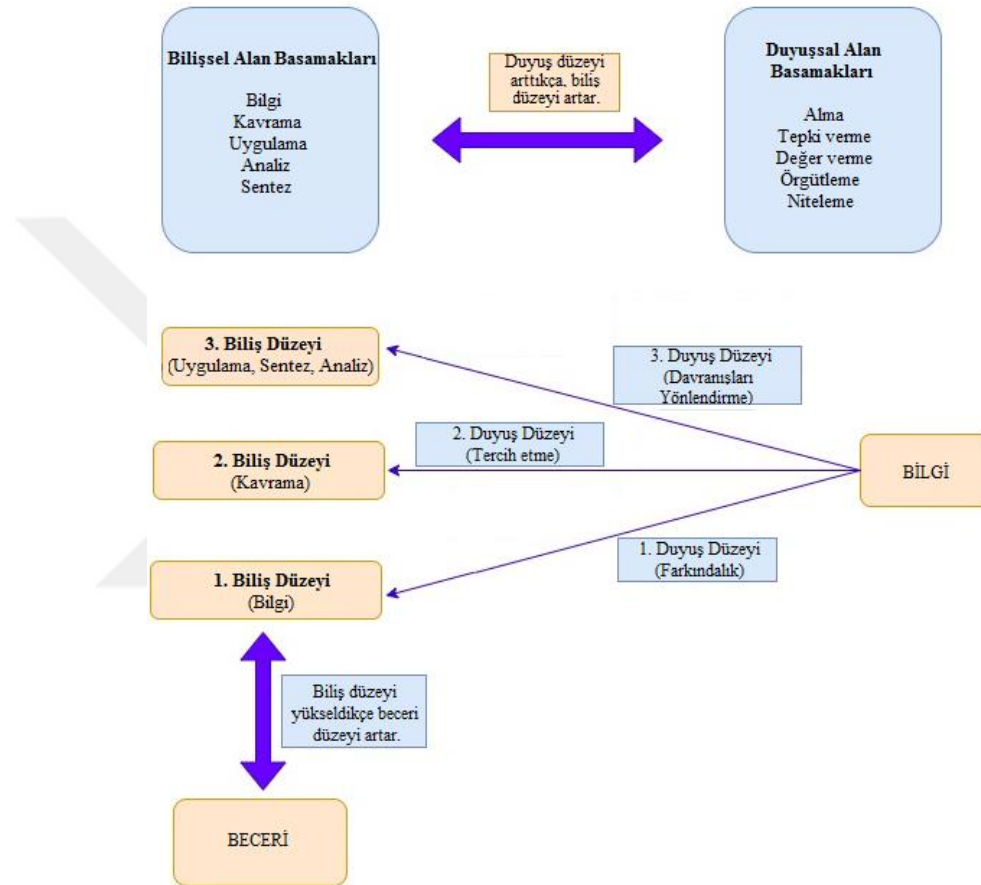 Bilişsel Alan Basamakları
Bilgi
Kavrama
Uygulama
Analiz
Sentez
Duyuş düzeyi
arttıkça, biliş
düzeyi artar.
Duyuşsal Alan
Basamakları
Alma
Tepki verme
Değer verme
Örgütleme
Niteleme
3. Biliş Düzeyi
(Uygulama, Sentez, Analiz)
3. Duyuş Düzeyi
(Davranışları
Yönlendirme)
2. Biliş Düzeyi
(Kavrama)
2. Duyuş Düzeyi
(Tercih etme)
BİLGİ
1. Duyuş Düzeyi
(Farkındalık)
1. Biliş Düzeyi
(Bilgi)
Biliş düzeyi
yükseldikçe beceri
düzeyi artar.
BECERİ